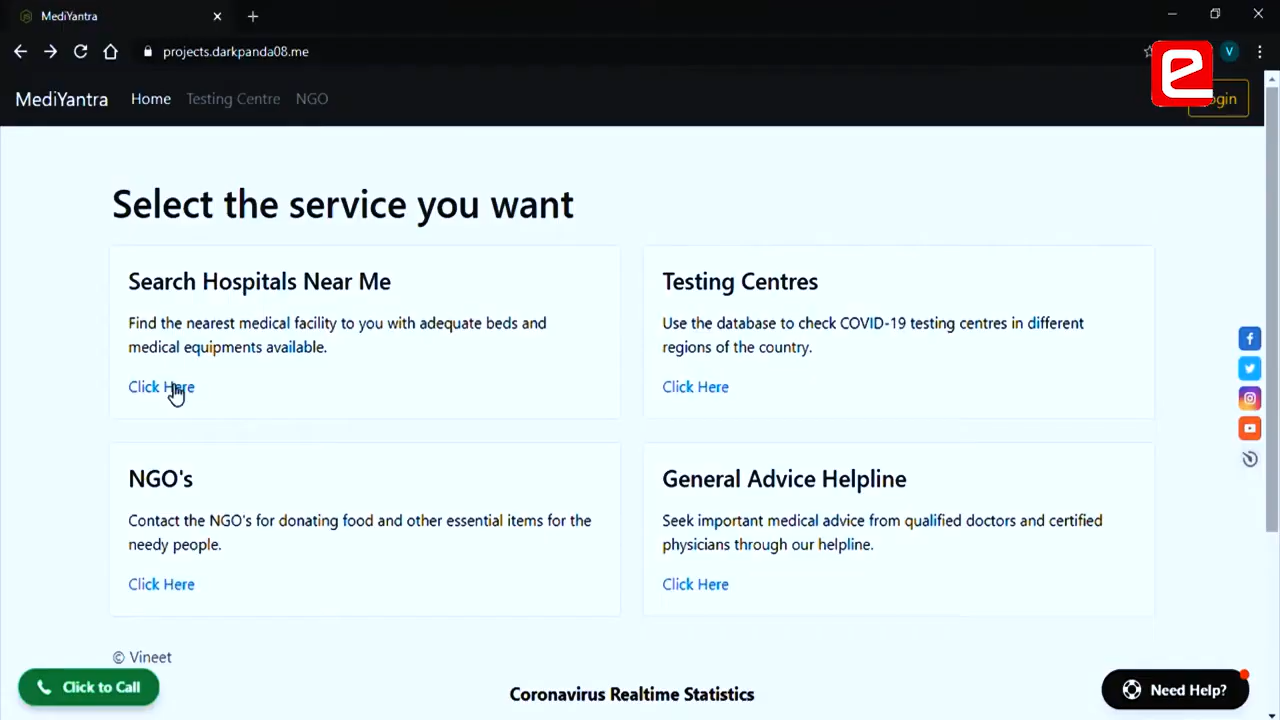 MediYantra
projects.darkpanda08.me
V
MediYantra Home Testing Centre NGO
Select the service you want
Search Hospitals Near Me
Find the nearest medical facility to you with adequate beds and
medical equipments available.
Click Here
Testing Centres
Use the database to check COVID-19 testing centres in different
regions of the country.
Click Here
NGO's
Contact the NGO's for donating food and other essential items for the
needy people.
Click Here
General Advice Helpline
Seek important medical advice from qualified doctors and certified
physicians through our helpline.
Click Here
© Vineet
Click to Call
Coronavirus Realtime Statistics
Need Help?